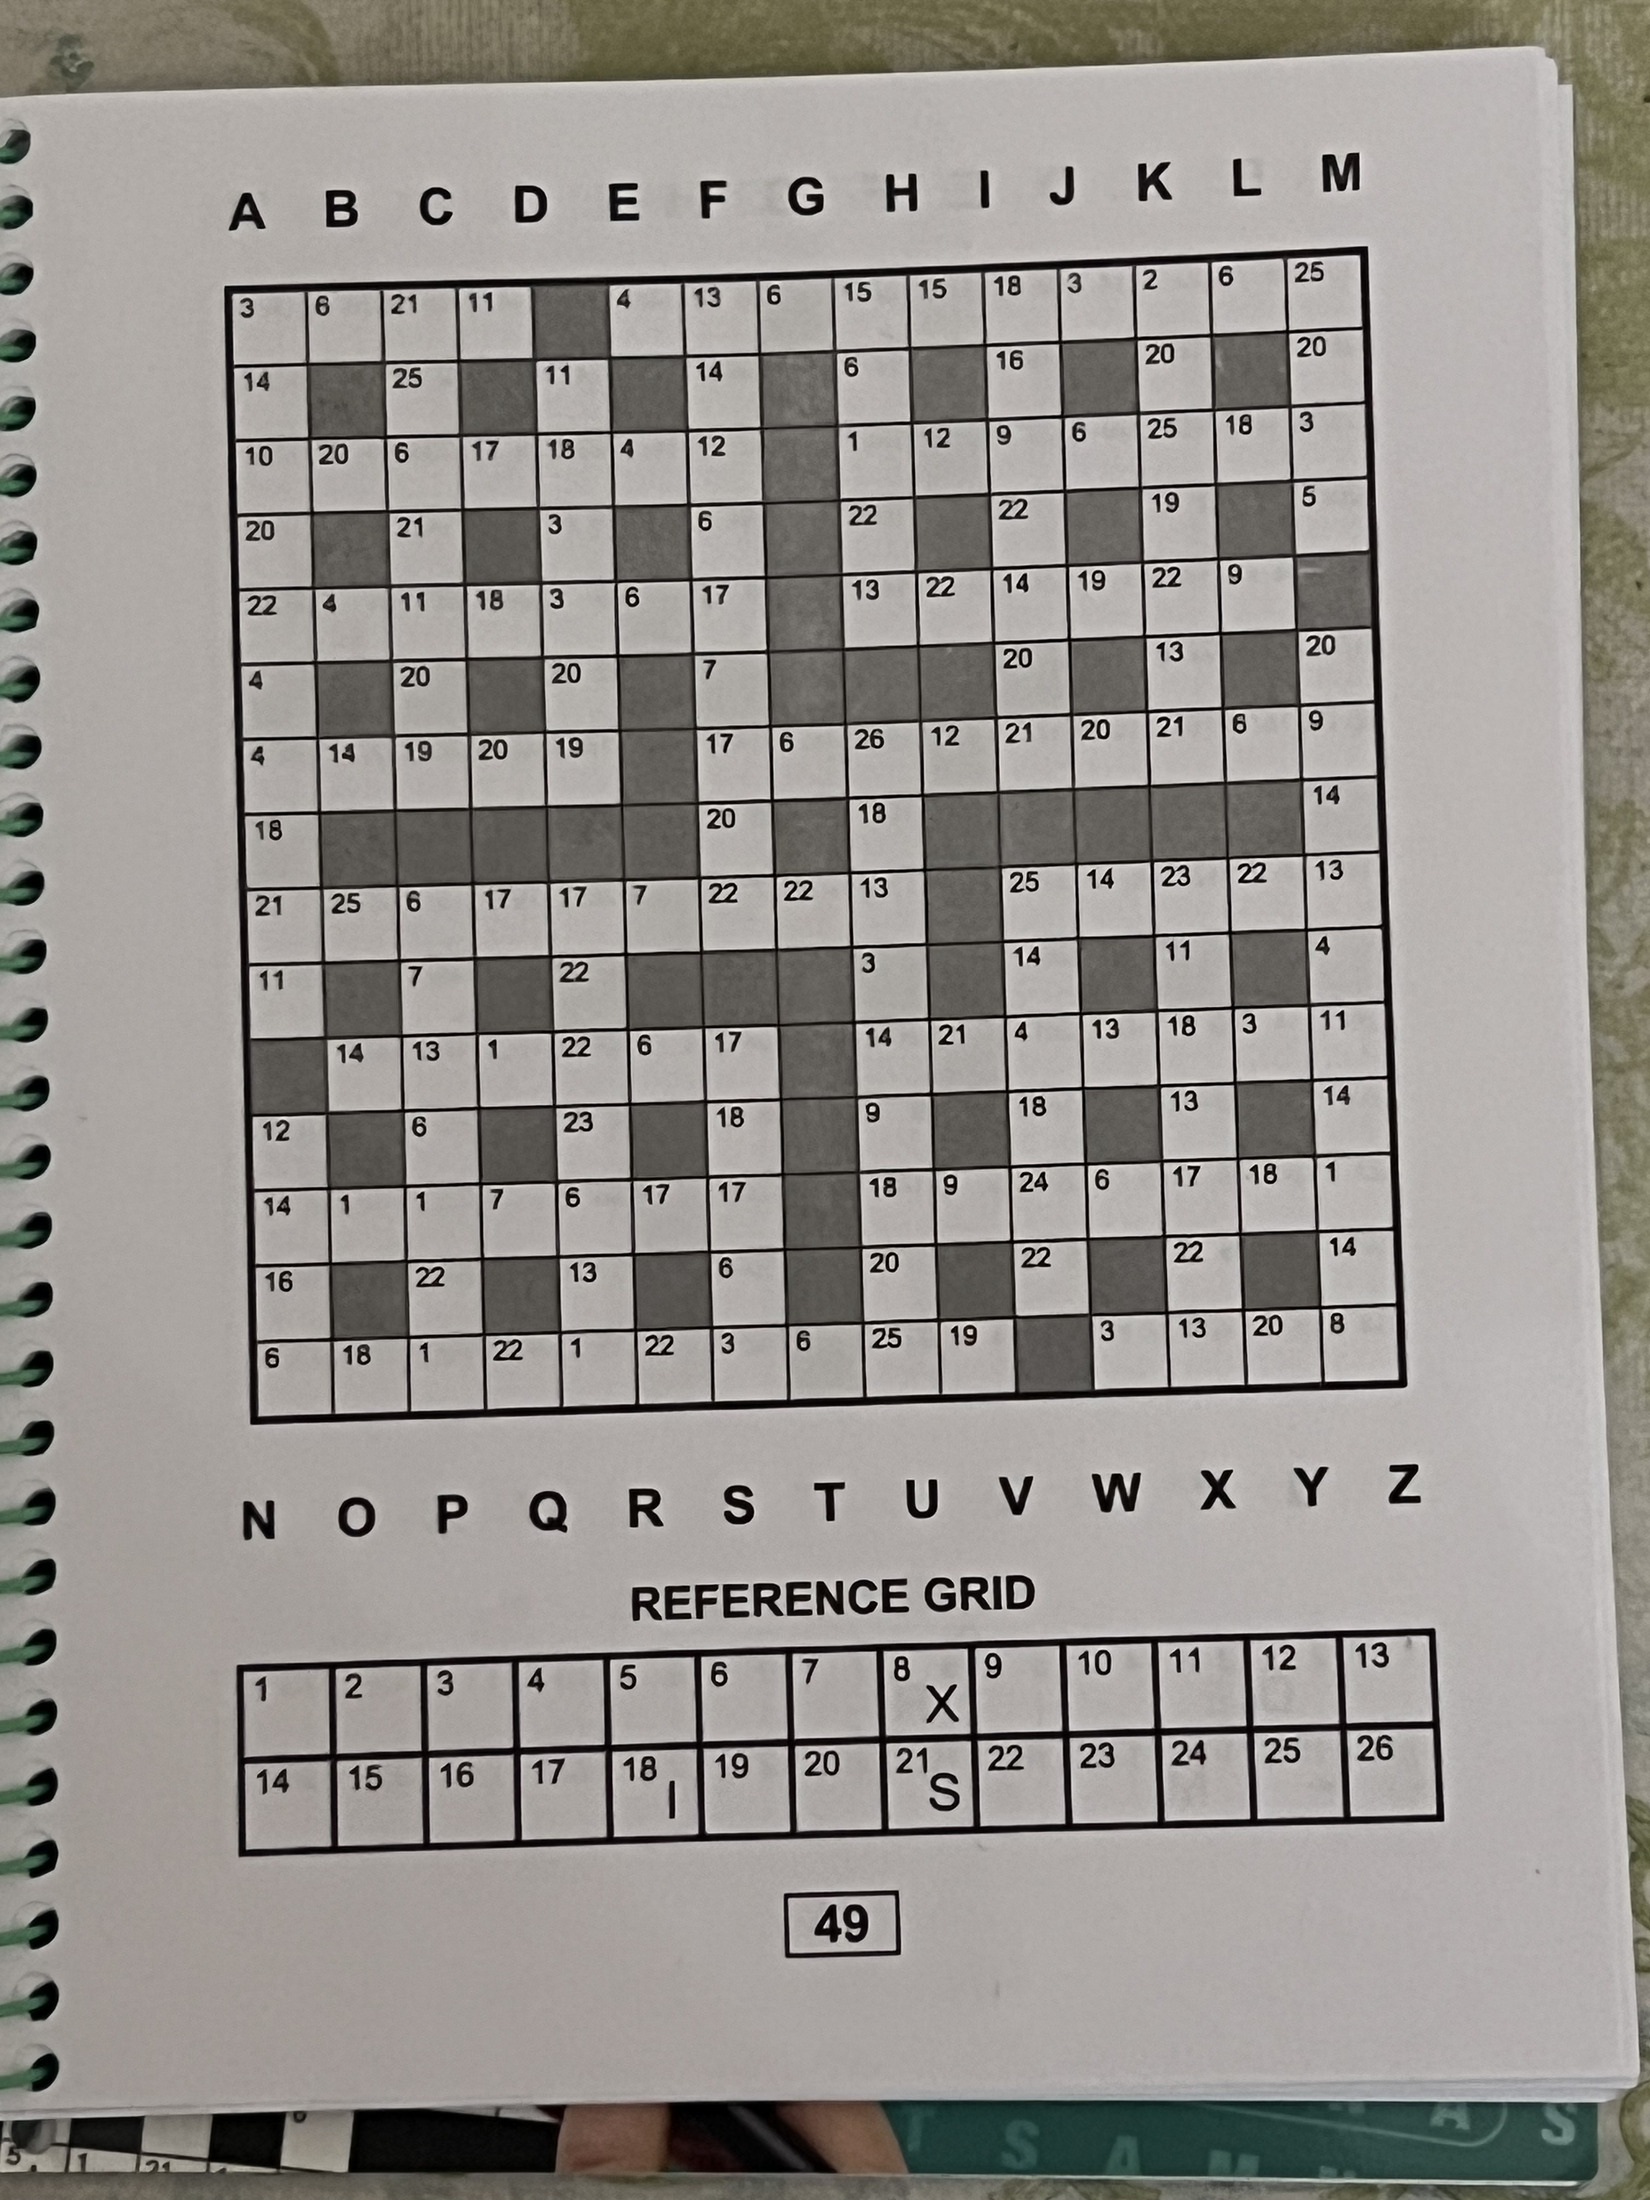 A B C D E F G H I J K L M
3 6 21 11 4 13 6 15 15 18 3 2 6 25
14 25 11 14 6 16 20 20
10 20 6 17 18 4 12 1 12 9 6 25 18 3
20 21 3 6 22 22 19 5
22 4 11 18 3 6 17 13 22 14 19 22 9
4 20 20 7 20 13 20
4 14 19 20 19 17 6 26 12 21 20 21 6 9
18 20 18 14
21 25 6 17 17 7 22 22 13 25 14 23 22 13
11 7 22 3 14 11 4
14 13 1 22 6 17 14 21 4 13 18 3 11
12 6 23 18 9 18 13 14
14 1 1 7 6 17 17 18 9 24 6 17 18 1
16 22 13 6 20 22 22 14
6 18 1 22 1 22 3 6 25 19 3 13 20 8
N O P Q R S T U V W X Y Z
REFERENCE GRID
1 2 3 4 5 6 7 8 X 9 10 11 12 13
14 15 16 17 18 I 19 20 21 S 22 23 24 25 26
49